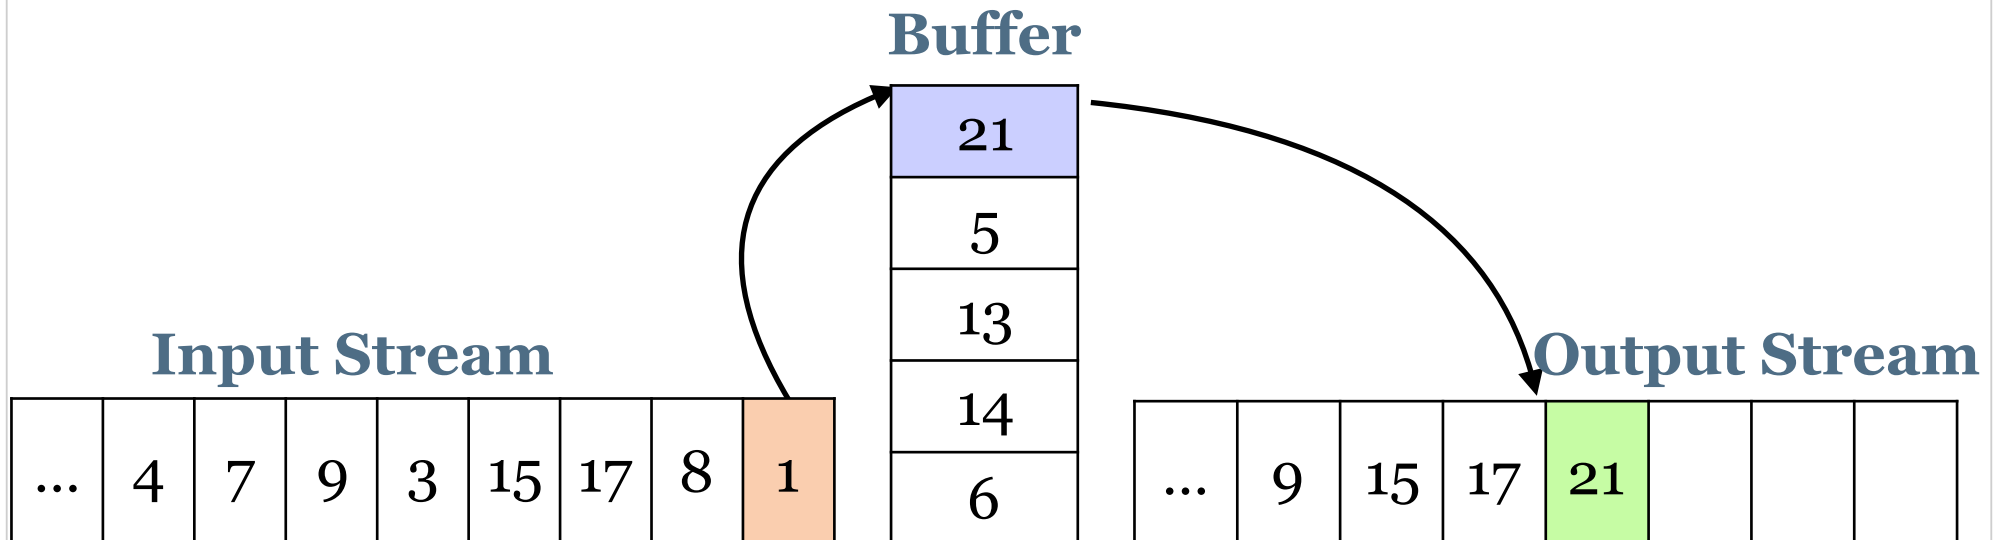 Buffer
21
5
13
14
6
Input Stream
... 4 7 9 3 15 17 8 1
Output Stream
... 9 15 17 21